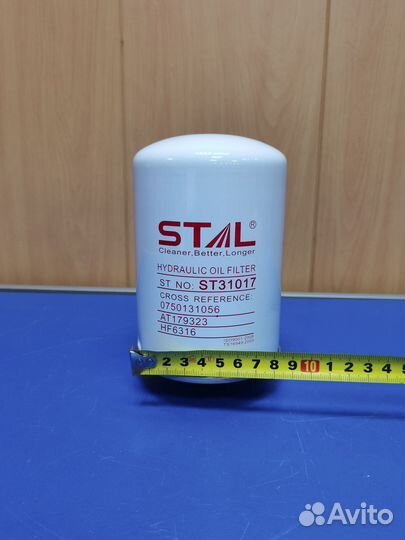 STAL®
Cleaner,Better,Longer
HYDRAULIC OIL FILTER
ST NO: ST31017
CROSS REFERENCE:
0750131056
AT179323
HF6316
1 2 3 4 5 6 7 8 9 10 1 2 3 4 5
Avito